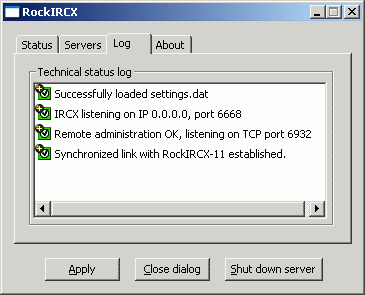 RockIRCX
Status Servers Log About
Technical status log
Successfully loaded settings.dat
IRCX listening on IP 0.0.0.0, port 6668
Remote administration OK, listening on TCP port 6932
Synchronized link with RockIRCX-11 established.
Apply Close dialog Shut down server